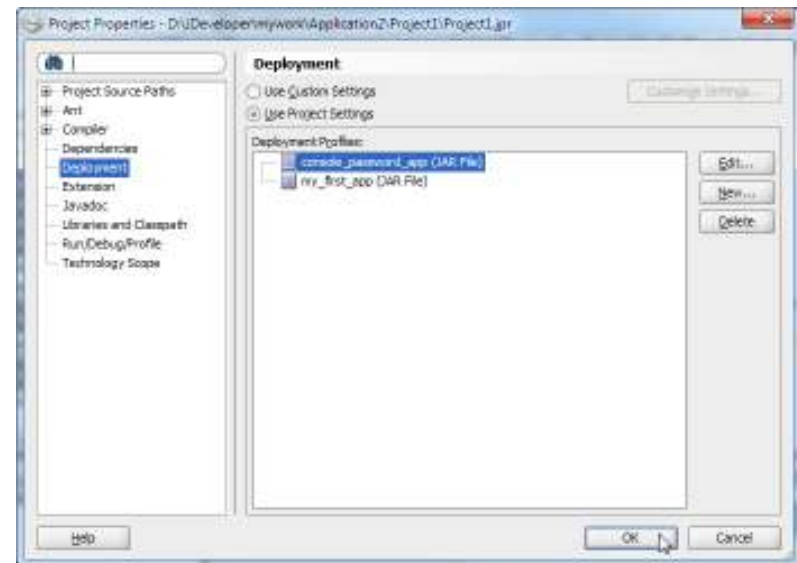 Project Properties - D:\JDeveloper\mywork\Application2\Project1\Project1.jpr
Project Source Paths
Ant
Compiler
Dependencies
Deployment
Extension
Javadoc
Libraries and Classpath
Run/Debug/Profile
Technology Scope
Deployment
Use Custom Settings
Customize Settings...
Use Project Settings
Deployment Profiles:
console_password_app (JAR File)
my_first_app (JAR File)
Edit...
New...
Delete
Help
OK
Cancel